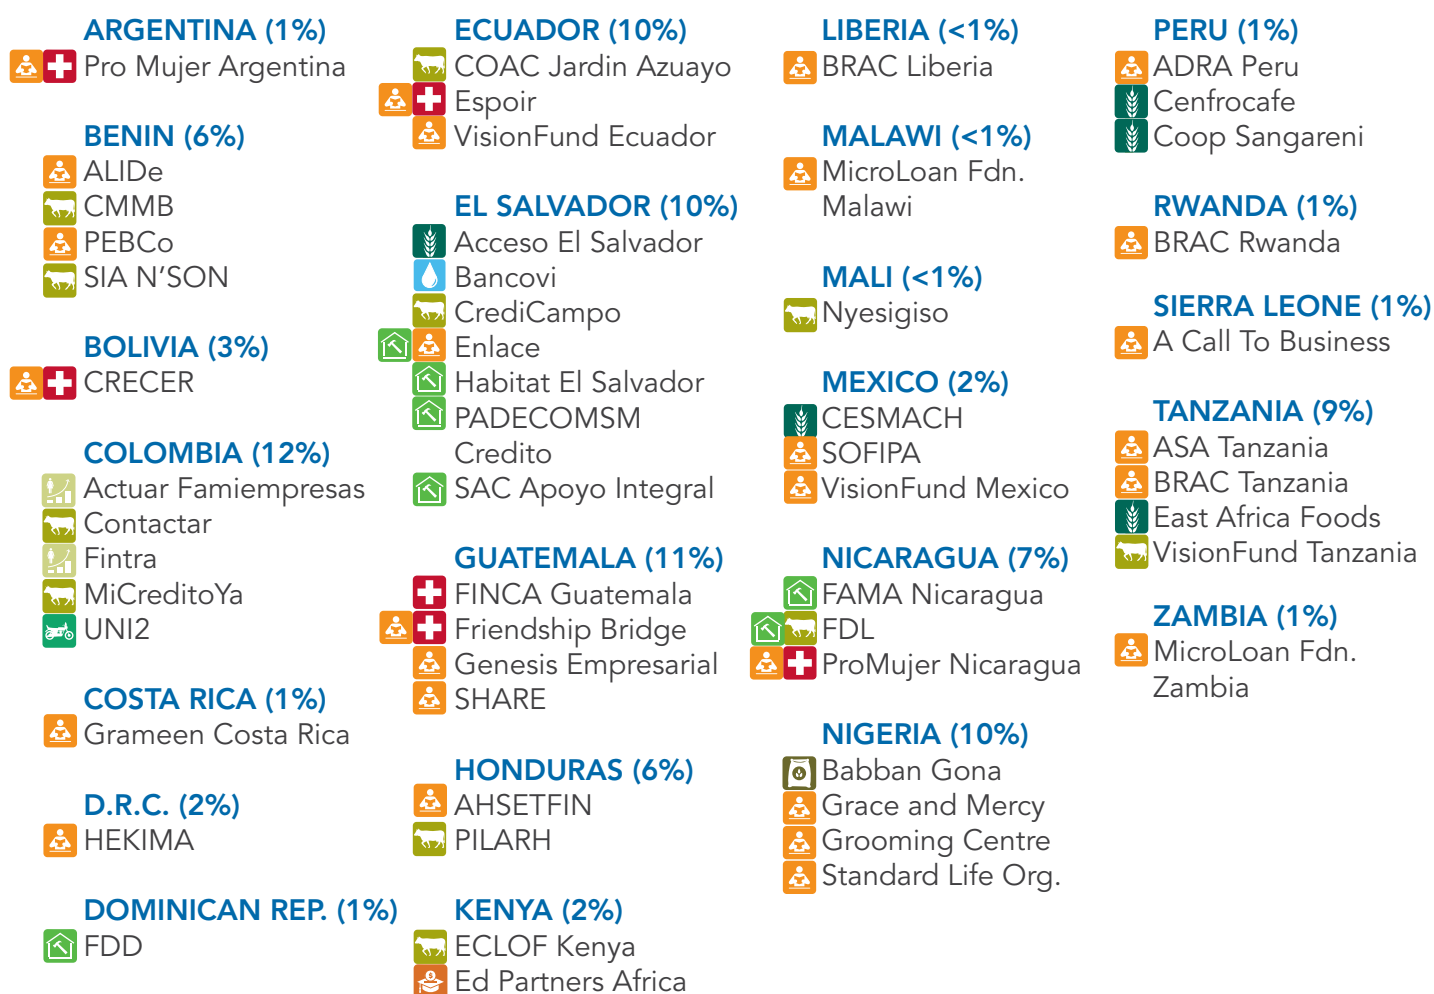 ARGENTINA (1%)
Pro Mujer Argentina
BENIN (6%)
ALIDe
CMMB
PEBCo
SIA N’SON
BOLIVIA (3%)
CRECER
COLOMBIA (12%)
Actuar Famiempresas
Contactar
Fintra
MiCreditoYa
UNI2
COSTA RICA (1%)
Grameen Costa Rica
D.R.C. (2%)
HEKIMA
DOMINICAN REP. (1%)
FDD
ECUADOR (10%)
COAC Jardin Azuayo
Espoir
VisionFund Ecuador
EL SALVADOR (10%)
Acceso El Salvador
Bancovi
CrediCampo
Enlace
Habitat El Salvador
PADECOMSM
Credito
SAC Apoyo Integral
GUATEMALA (11%)
FINCA Guatemala
Friendship Bridge
Genesis Empresarial
SHARE
HONDURAS (6%)
AHSETFIN
PILARH
KENYA (2%)
ECLOF Kenya
Ed Partners Africa
LIBERIA (<1%)
BRAC Liberia
MALAWI (<1%)
MicroLoan Fdn.
Malawi
MALI (<1%)
Nyesigiso
MEXICO (2%)
CESMACH
SOFIPA
VisionFund Mexico
NICARAGUA (7%)
FAMA Nicaragua
FDL
ProMujer Nicaragua
NIGERIA (10%)
Babban Gona
Grace and Mercy
Grooming Centre
Standard Life Org.
PERU (1%)
ADRA Peru
Cenfrocafe
Coop Sangareni
RWANDA (1%)
BRAC Rwanda
SIERRA LEONE (1%)
A Call To Business
TANZANIA (9%)
ASA Tanzania
BRAC Tanzania
East Africa Foods
VisionFund Tanzania
ZAMBIA (1%)
MicroLoan Fdn.
Zambia